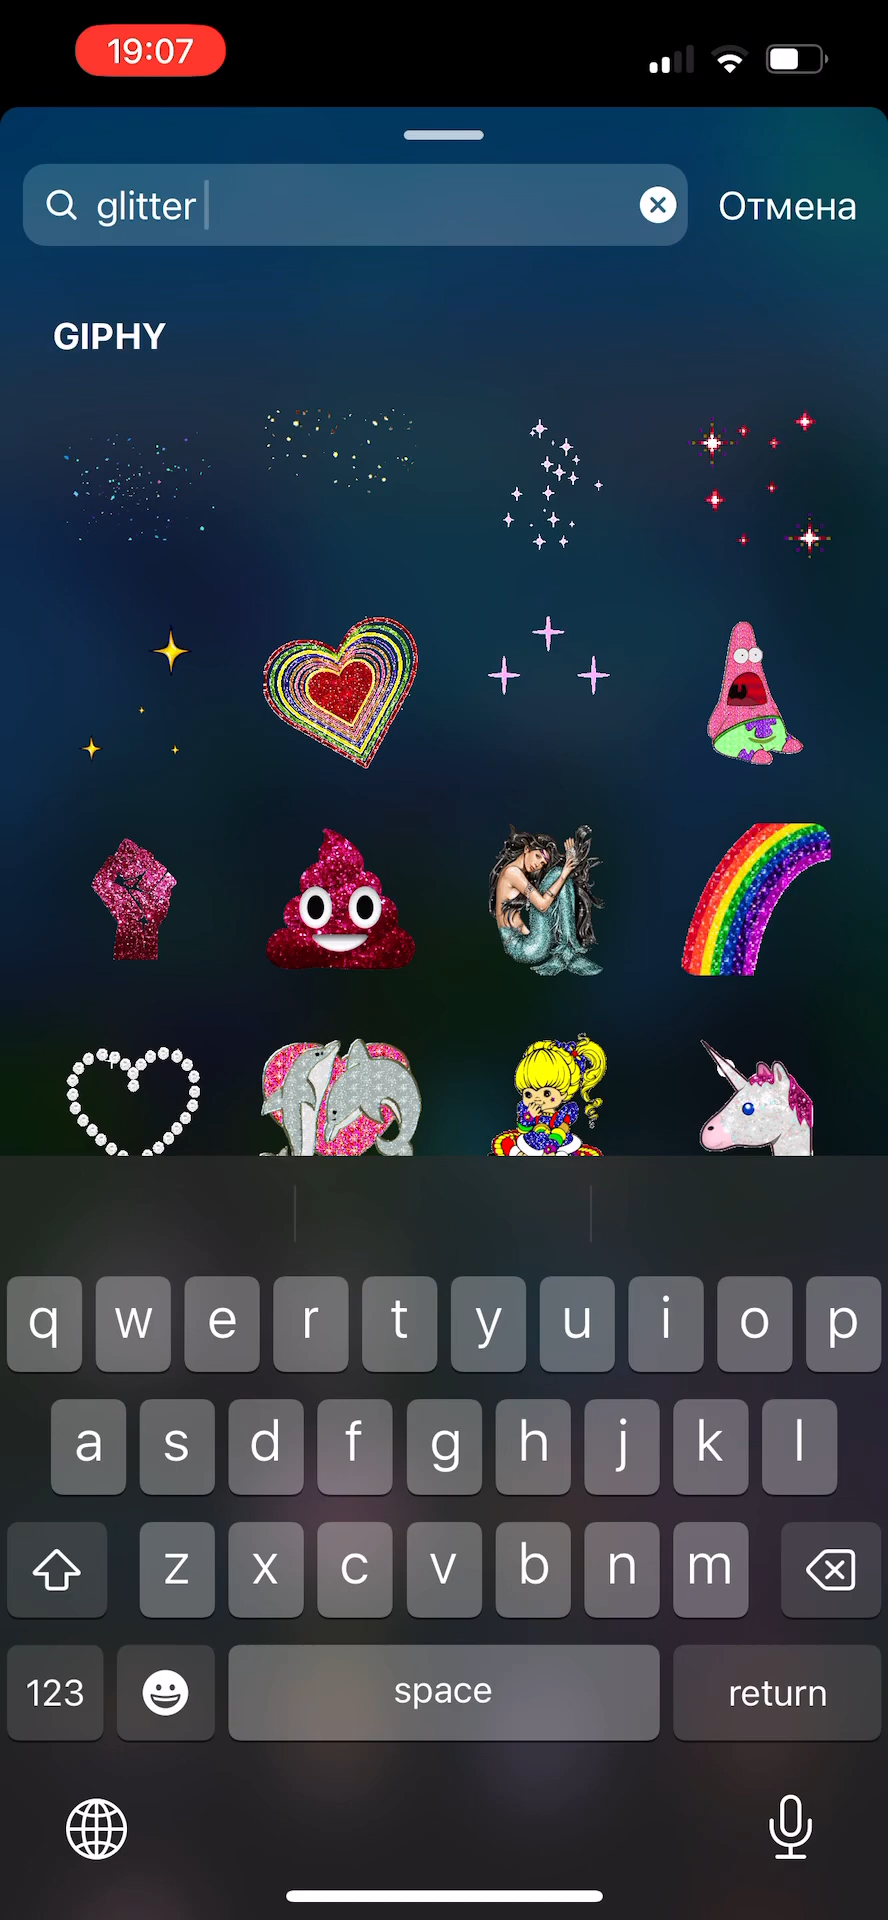 19:07
glitter
Отмена
GIPHY
q w e r t y u i o p
a s d f g h j k l
z x c v b n m
123 space return